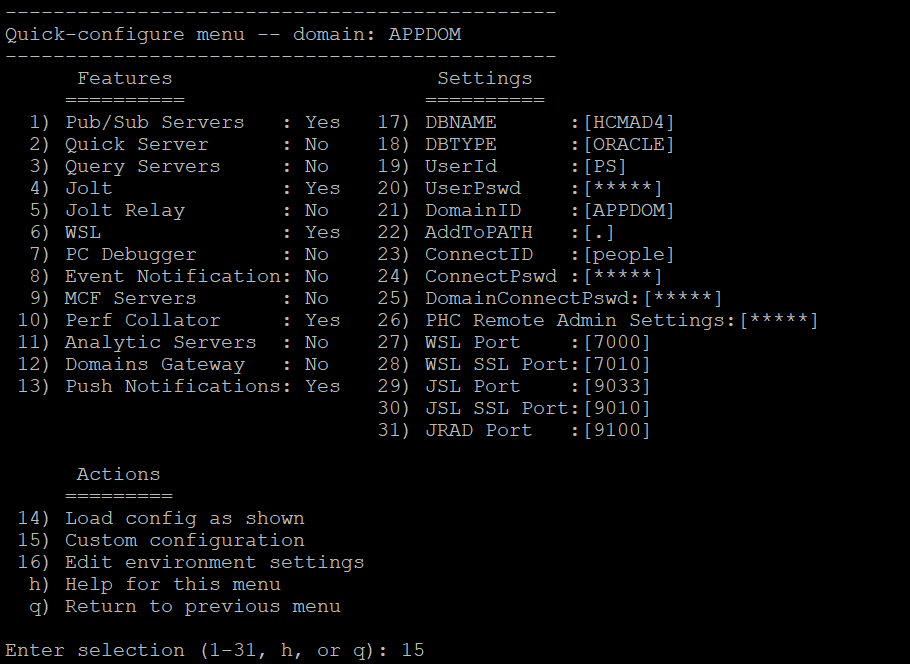 ----------------------------------------------
Quick-configure menu -- domain: APPDOM
----------------------------------------------
      Features                      Settings
     ==========                    ==========
  1) Pub/Sub Servers   : Yes   17) DBNAME      :[HCMAD4]
  2) Quick Server      : No    18) DBTYPE      :[ORACLE]
  3) Query Servers     : No    19) UserId      :[PS]
  4) Jolt              : Yes   20) UserPswd    :[*****]
  5) Jolt Relay        : No    21) DomainID    :[APPDOM]
  6) WSL               : Yes   22) AddToPATH   :[.]
  7) PC Debugger       : No    23) ConnectID   :[people]
  8) Event Notification: No    24) ConnectPswd :[*****]
  9) MCF Servers       : No    25) DomainConnectPswd:[*****]
 10) Perf Collator     : Yes   26) PHC Remote Admin Settings:[*****]
 11) Analytic Servers  : No    27) WSL Port    :[7000]
 12) Domains Gateway   : No    28) WSL SSL Port:[7010]
 13) Push Notifications: Yes   29) JSL Port    :[9033]
                               30) JSL SSL Port:[9010]
                               31) JRAD Port   :[9100]
      Actions
     =========
 14) Load config as shown
 15) Custom configuration
 16) Edit environment settings
  h) Help for this menu
  q) Return to previous menu
Enter selection (1-31, h, or q): 15